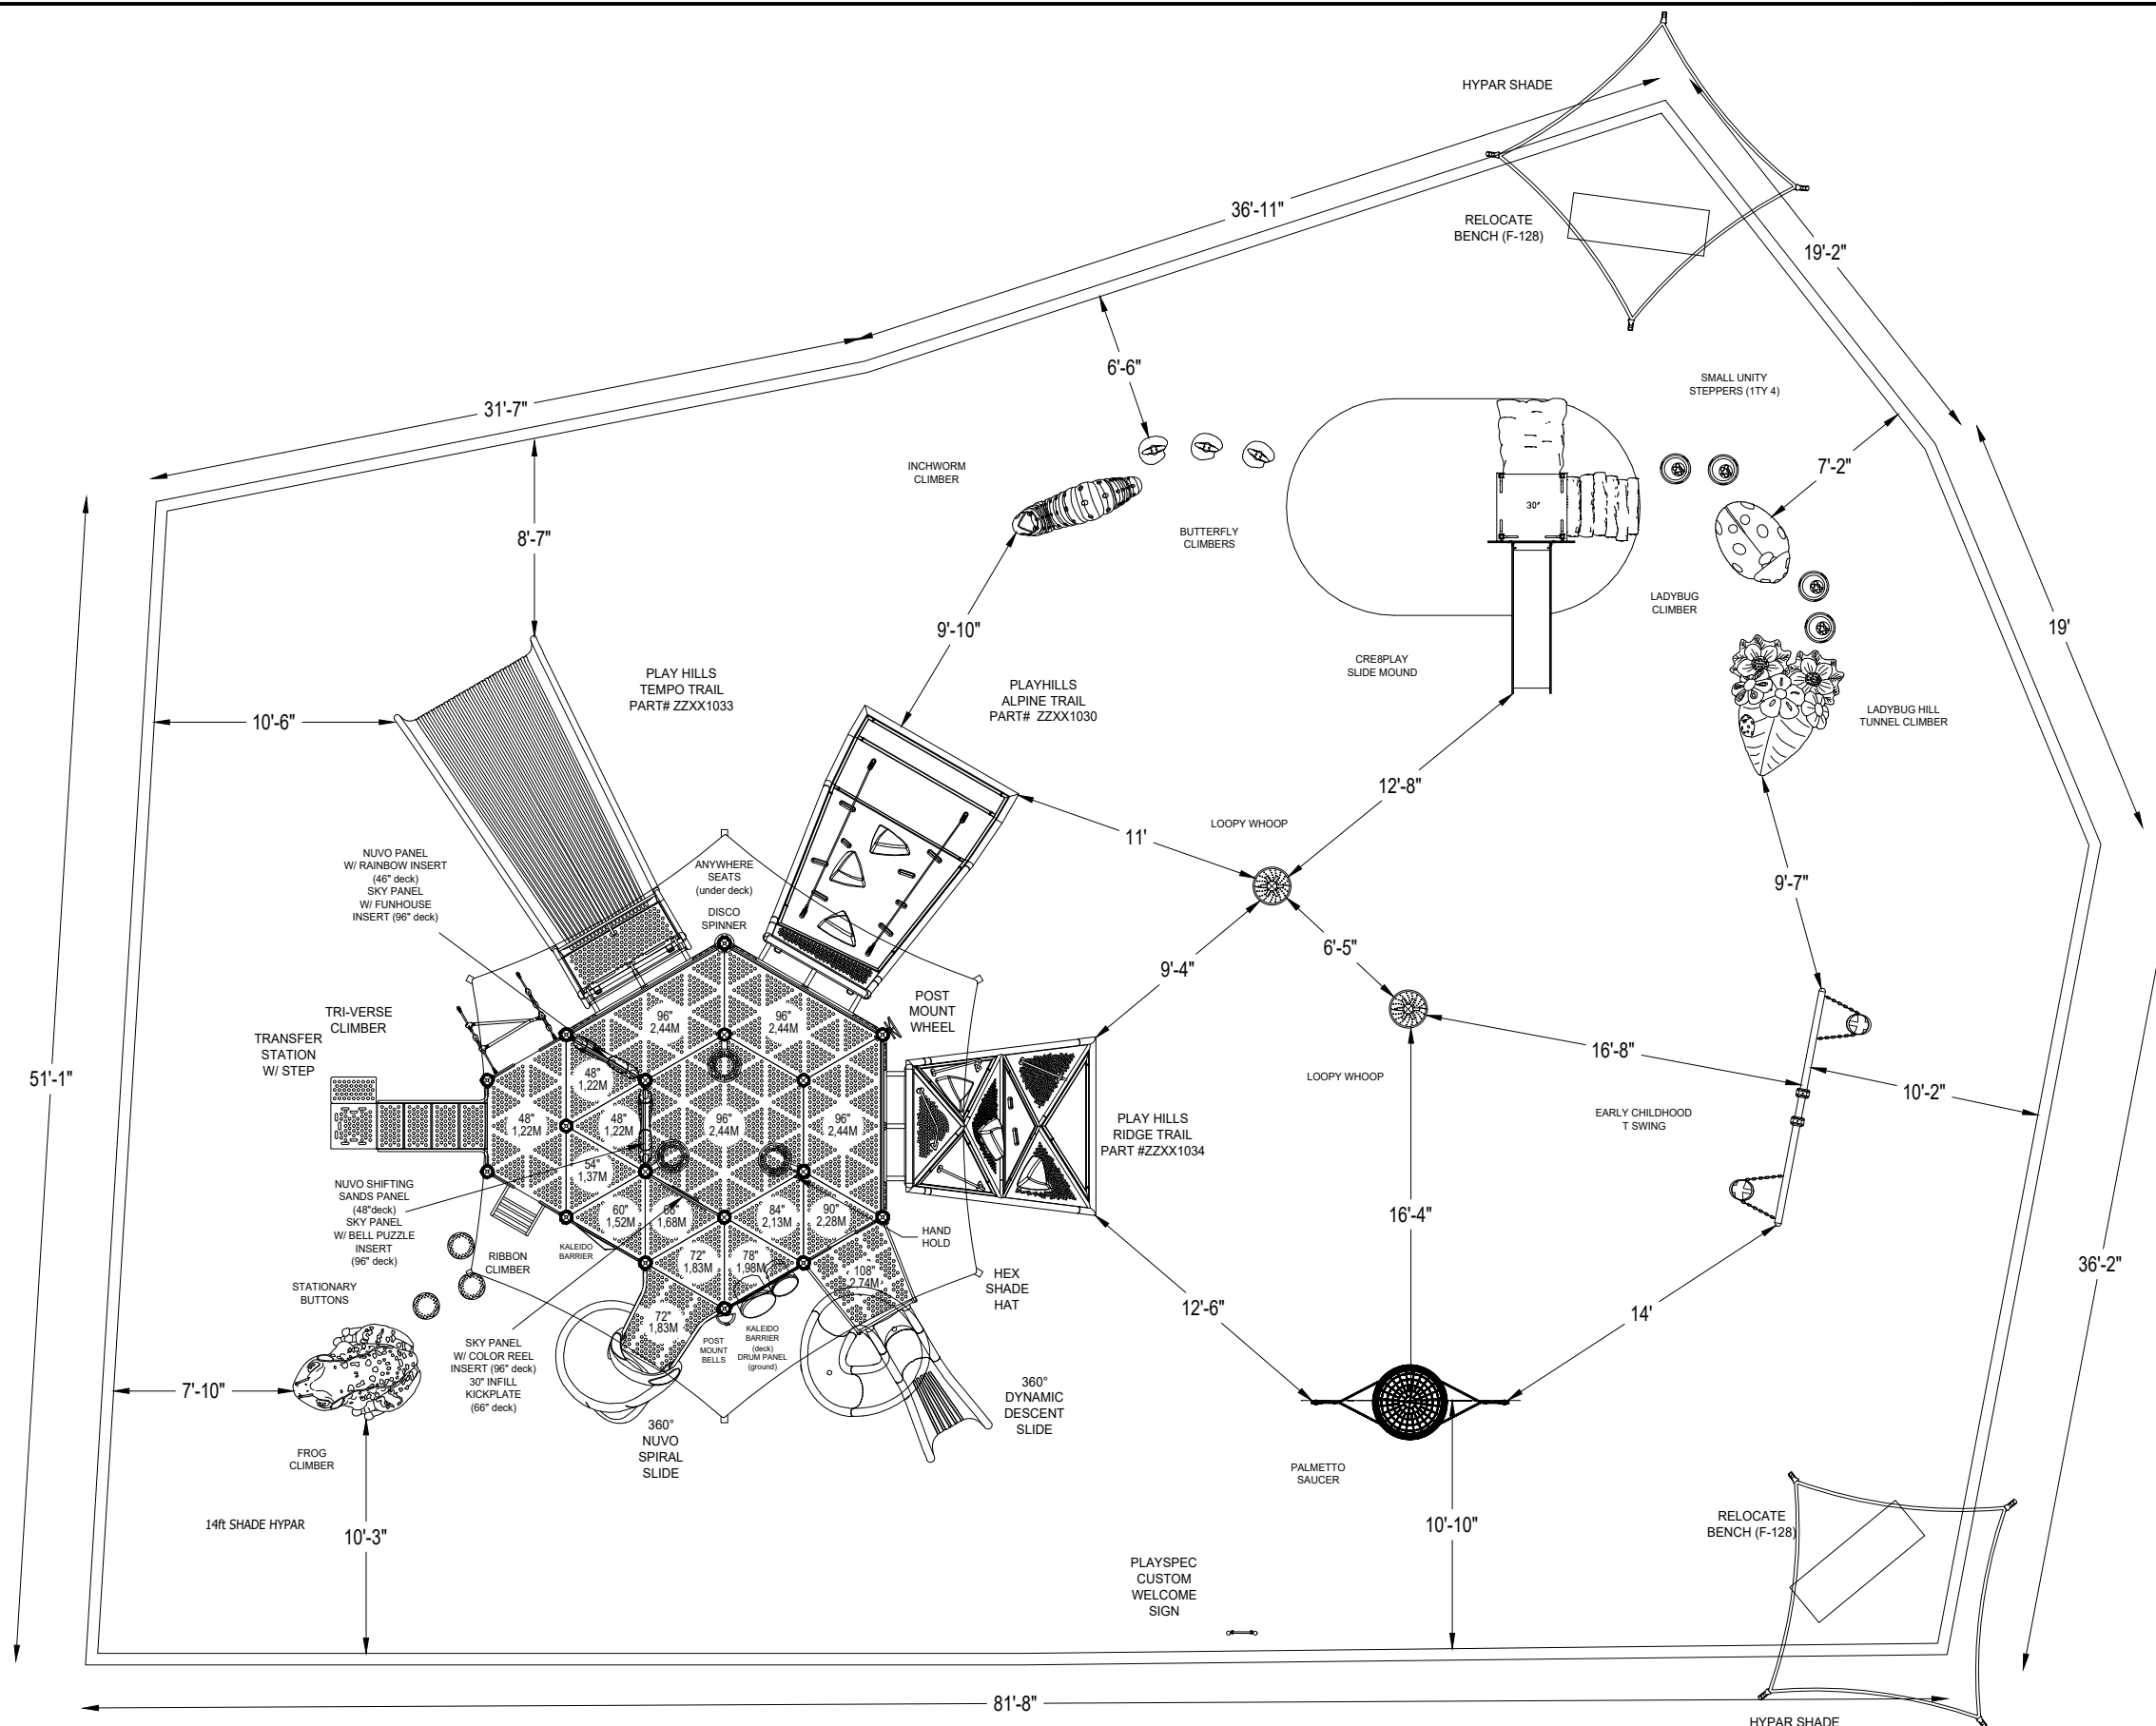 HYPAR SHADE
36'-11"
RELOCATE
BENCH (F-128)
19'-2"
31'-7"
6'-6"
SMALL UNITY
STEPPERS (1TY 4)
7'-2"
INCHWORM
CLIMBER
8'-7"
BUTTERFLY
CLIMBERS
30"
LADYBUG
CLIMBER
19'
9'-10"
CRE8PLAY
SLIDE MOUND
PLAY HILLS
TEMPO TRAIL
PART# ZZXX1033
PLAYHILLS
ALPINE TRAIL
PART# ZZXX1030
10'-6"
LADYBUG HILL
TUNNEL CLIMBER
12'-8"
11'
LOOPY WHOOP
NUVO PANEL
W/ RAINBOW INSERT
(46" deck)
SKY PANEL
W/ FUNHOUSE
INSERT (96" deck)
ANYWHERE
SEATS
(under deck)
DISCO
SPINNER
9'-7"
6'-5"
9'-4"
POST
MOUNT
WHEEL
TRI-VERSE
CLIMBER
TRANSFER
STATION
W/ STEP
96"
2,44M
96"
2,44M
16'-8"
51'-1"
48"
1,22M
LOOPY WHOOP
10'-2"
48"
1,22M
48"
1,22M
96"
2,44M
96"
2,44M
PLAY HILLS
RIDGE TRAIL
PART #ZZXX1034
EARLY CHILDHOOD
T SWING
54"
1,37M
NUVO SHIFTING
SANDS PANEL
(48"deck)
SKY PANEL
W/ BELL PUZZLE
INSERT
(96" deck)
60"
1,52M
66"
1,68M
84"
2,13M
90"
2,28M
16'-4"
HAND
HOLD
KALEIDO
BARRIER
RIBBON
CLIMBER
72"
1,83M
78"
1,98M
108"
2,74M
HEX
SHADE
HAT
36'-2"
STATIONARY
BUTTONS
12'-6"
14'
72"
1,83M
POST
MOUNT
BELLS
KALEIDO
BARRIER
(deck)
DRUM PANEL
(ground)
SKY PANEL
W/ COLOR REEL
INSERT (96" deck)
30" INFILL
KICKPLATE
(66" deck)
7'-10"
360°
DYNAMIC
DESCENT
SLIDE
360°
NUVO
SPIRAL
SLIDE
FROG
CLIMBER
PALMETTO
SAUCER
14ft SHADE HYPAR
10'-3"
10'-10"
RELOCATE
BENCH (F-128)
PLAYSPEC
CUSTOM
WELCOME
SIGN
81'-8"
HYPAR SHADE